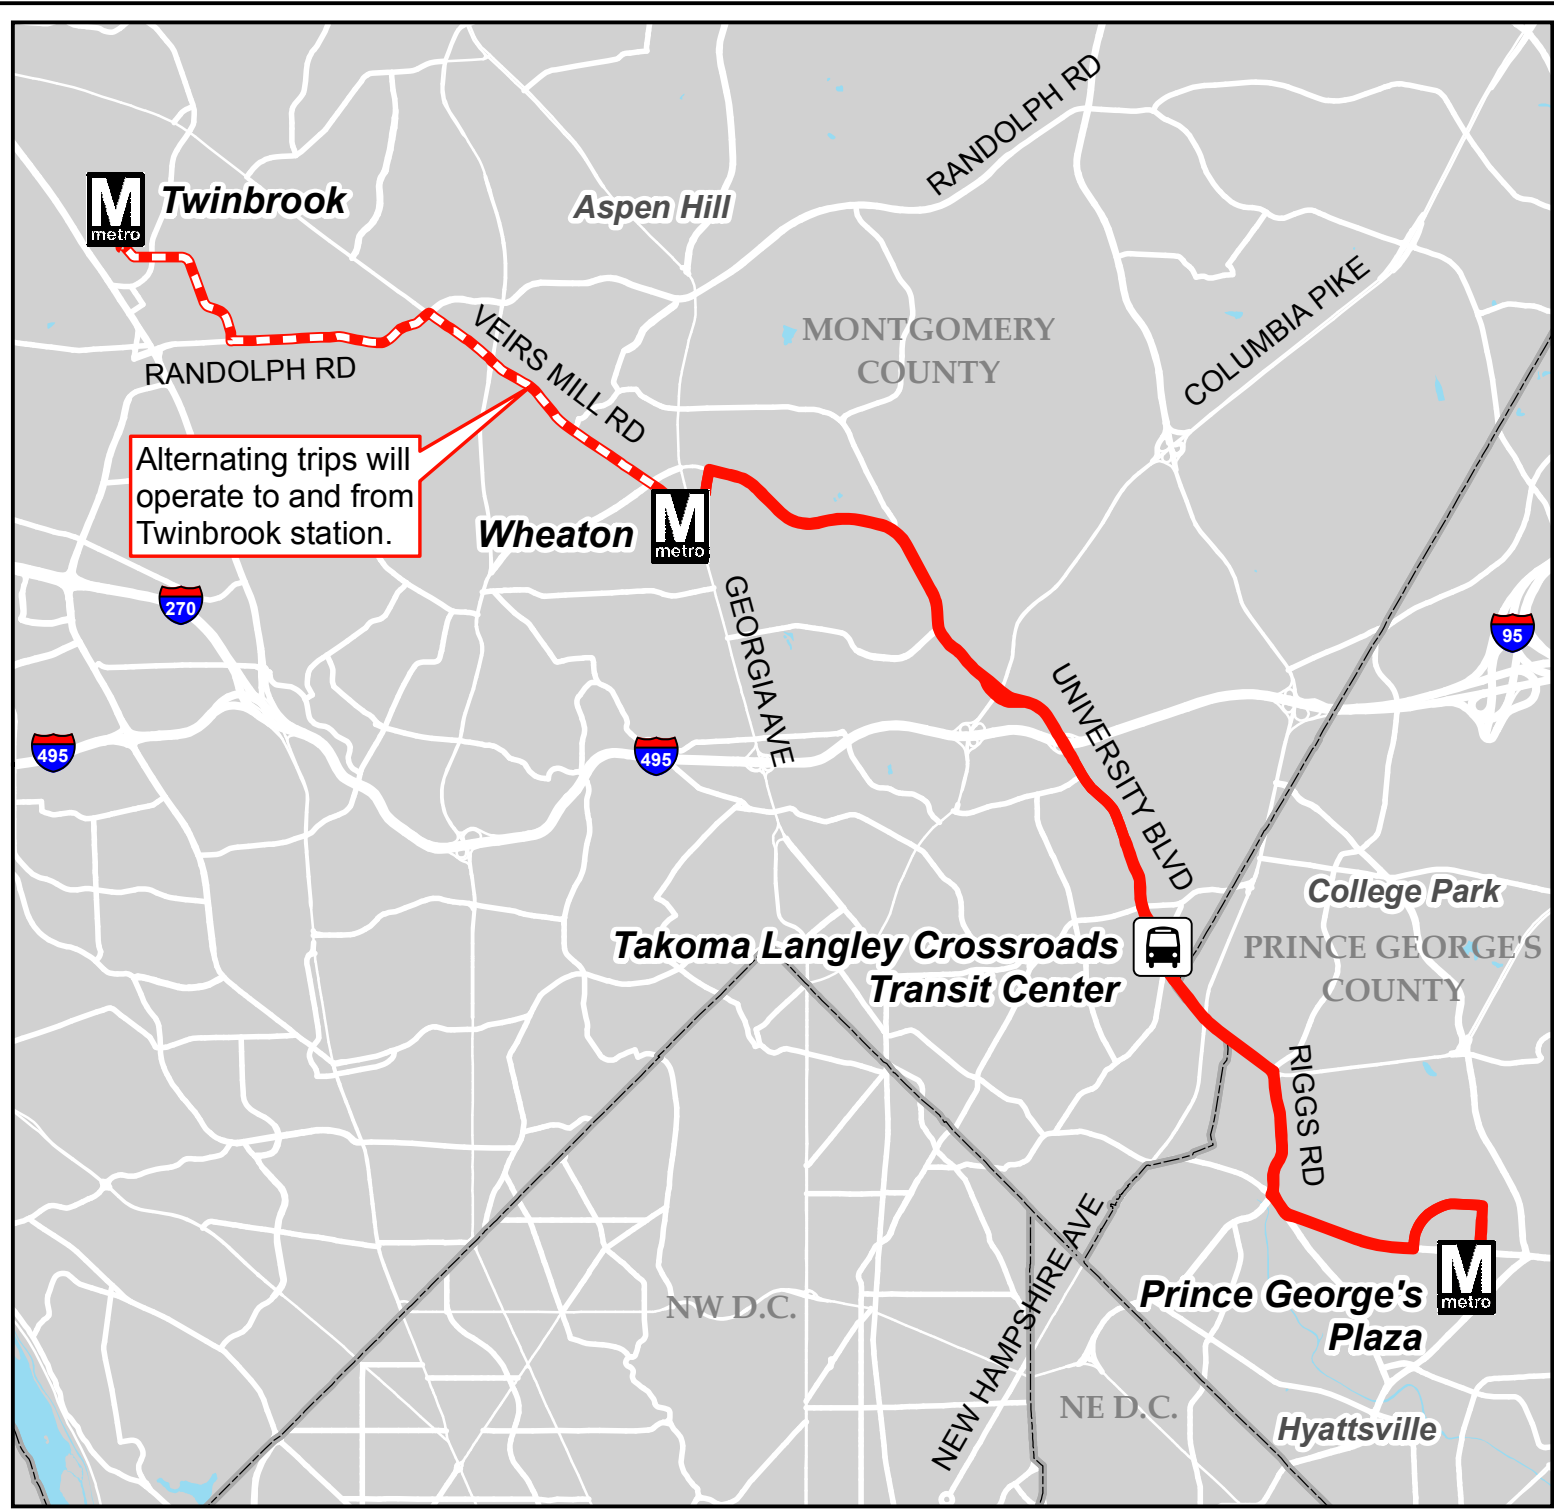 RANDOLPH RD
M
metro
Twinbrook
Aspen Hill
COLUMBIA PIKE
MONTGOMERY
COUNTY
VEIRS MILL RD
RANDOLPH RD
Alternating trips will
operate to and from
Twinbrook station.
Wheaton
M
metro
270
GEORGIA AVE
95
UNIVERSITY BLVD
495
495
College Park
Takoma Langley Crossroads
Transit Center
PRINCE GEORGE'S
COUNTY
RIGGS RD
NEW HAMPSHIRE AVE
M
metro
Prince George's
Plaza
NW D.C.
NE D.C.
Hyattsville